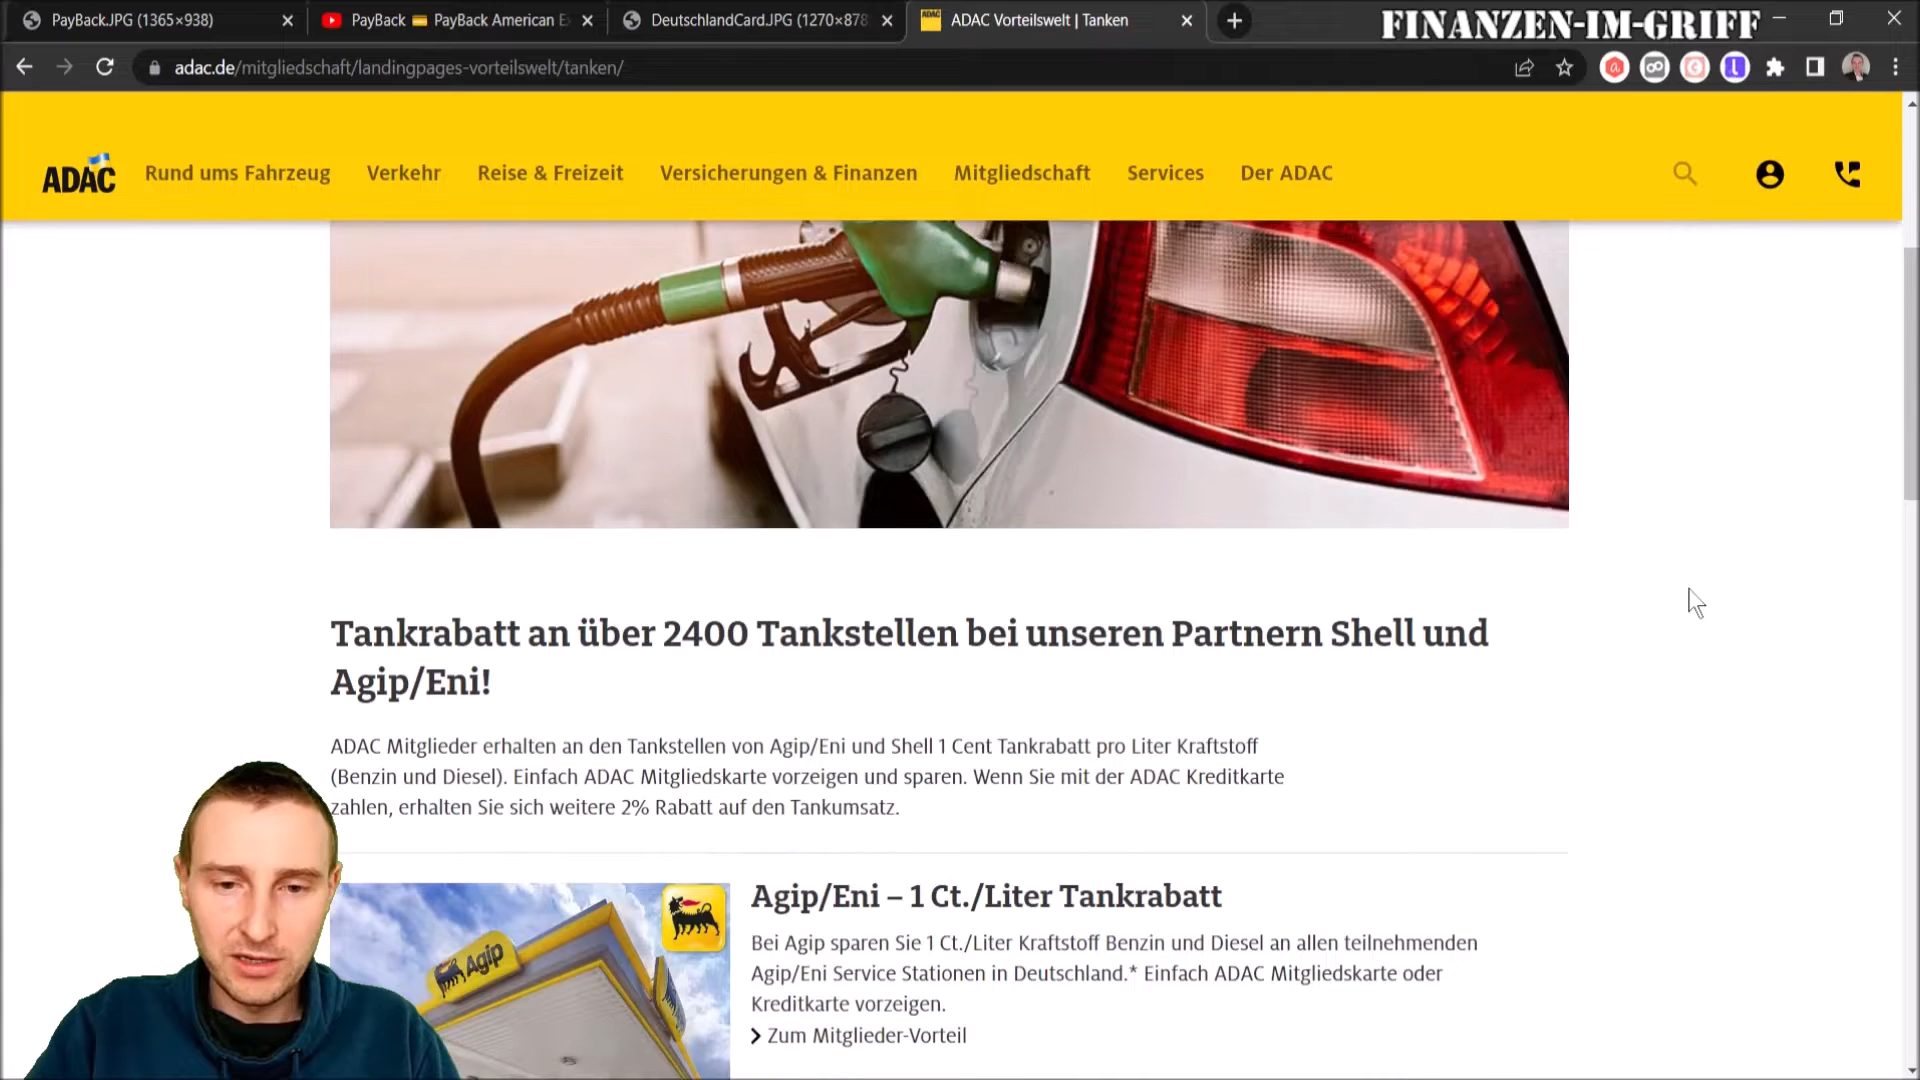 PayBack.JPG (1365×938)
PayBack PayBack American E
DeutschlandCard.JPG (1270×878
ADAC Vorteilswelt | Tanken
FINANZEN-IM-GRIFF
adac.de/mitgliedschaft/landingpages-vorteilswelt/tanken/
ADAC
Rund ums Fahrzeug
Verkehr
Reise & Freizeit
Versicherungen & Finanzen
Mitgliedschaft
Services
Der ADAC
Tankrabatt an über 2400 Tankstellen bei unseren Partnern Shell und
Agip/Eni!
ADAC Mitglieder erhalten an den Tankstellen von Agip/Eni und Shell 1 Cent Tankrabatt pro Liter Kraftstoff
(Benzin und Diesel). Einfach ADAC Mitgliedskarte vorzeigen und sparen. Wenn Sie mit der ADAC Kreditkarte
zahlen, erhalten Sie sich weitere 2% Rabatt auf den Tankumsatz.
Agip
Agip/Eni – 1 Ct./Liter Tankrabatt
Bei Agip sparen Sie 1 Ct./Liter Kraftstoff Benzin und Diesel an allen teilnehmenden
Agip/Eni Service Stationen in Deutschland.* Einfach ADAC Mitgliedskarte oder
Kreditkarte vorzeigen.
Zum Mitglieder-Vorteil